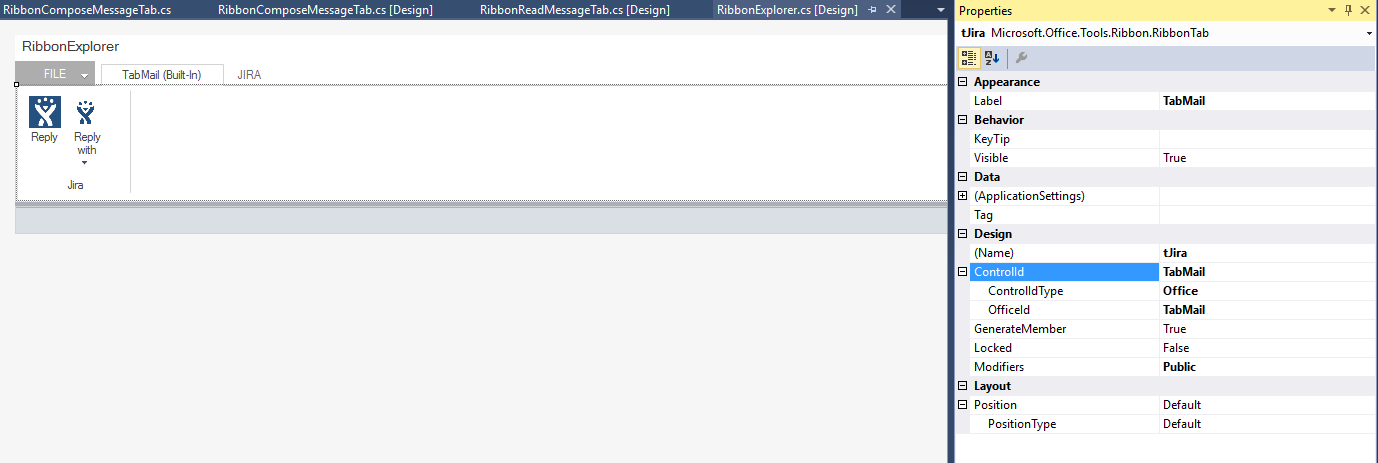 RibbonComposeMessageTab.cs RibbonComposeMessageTab.cs [Design] RibbonReadMessageTab.cs [Design] RibbonExplorer.cs [Design]
RibbonExplorer
FILE TabMail (Built-In) JIRA
Reply Reply
with
Jira
Properties
tJira Microsoft.Office.Tools.Ribbon.RibbonTab
Appearance
Label TabMail
Behavior
KeyTip
Visible True
Data
(ApplicationSettings)
Tag
Design
(Name) tJira
ControlId TabMail
ControlIdType Office
OfficeId TabMail
GenerateMember True
Locked False
Modifiers Public
Layout
Position Default
PositionType Default